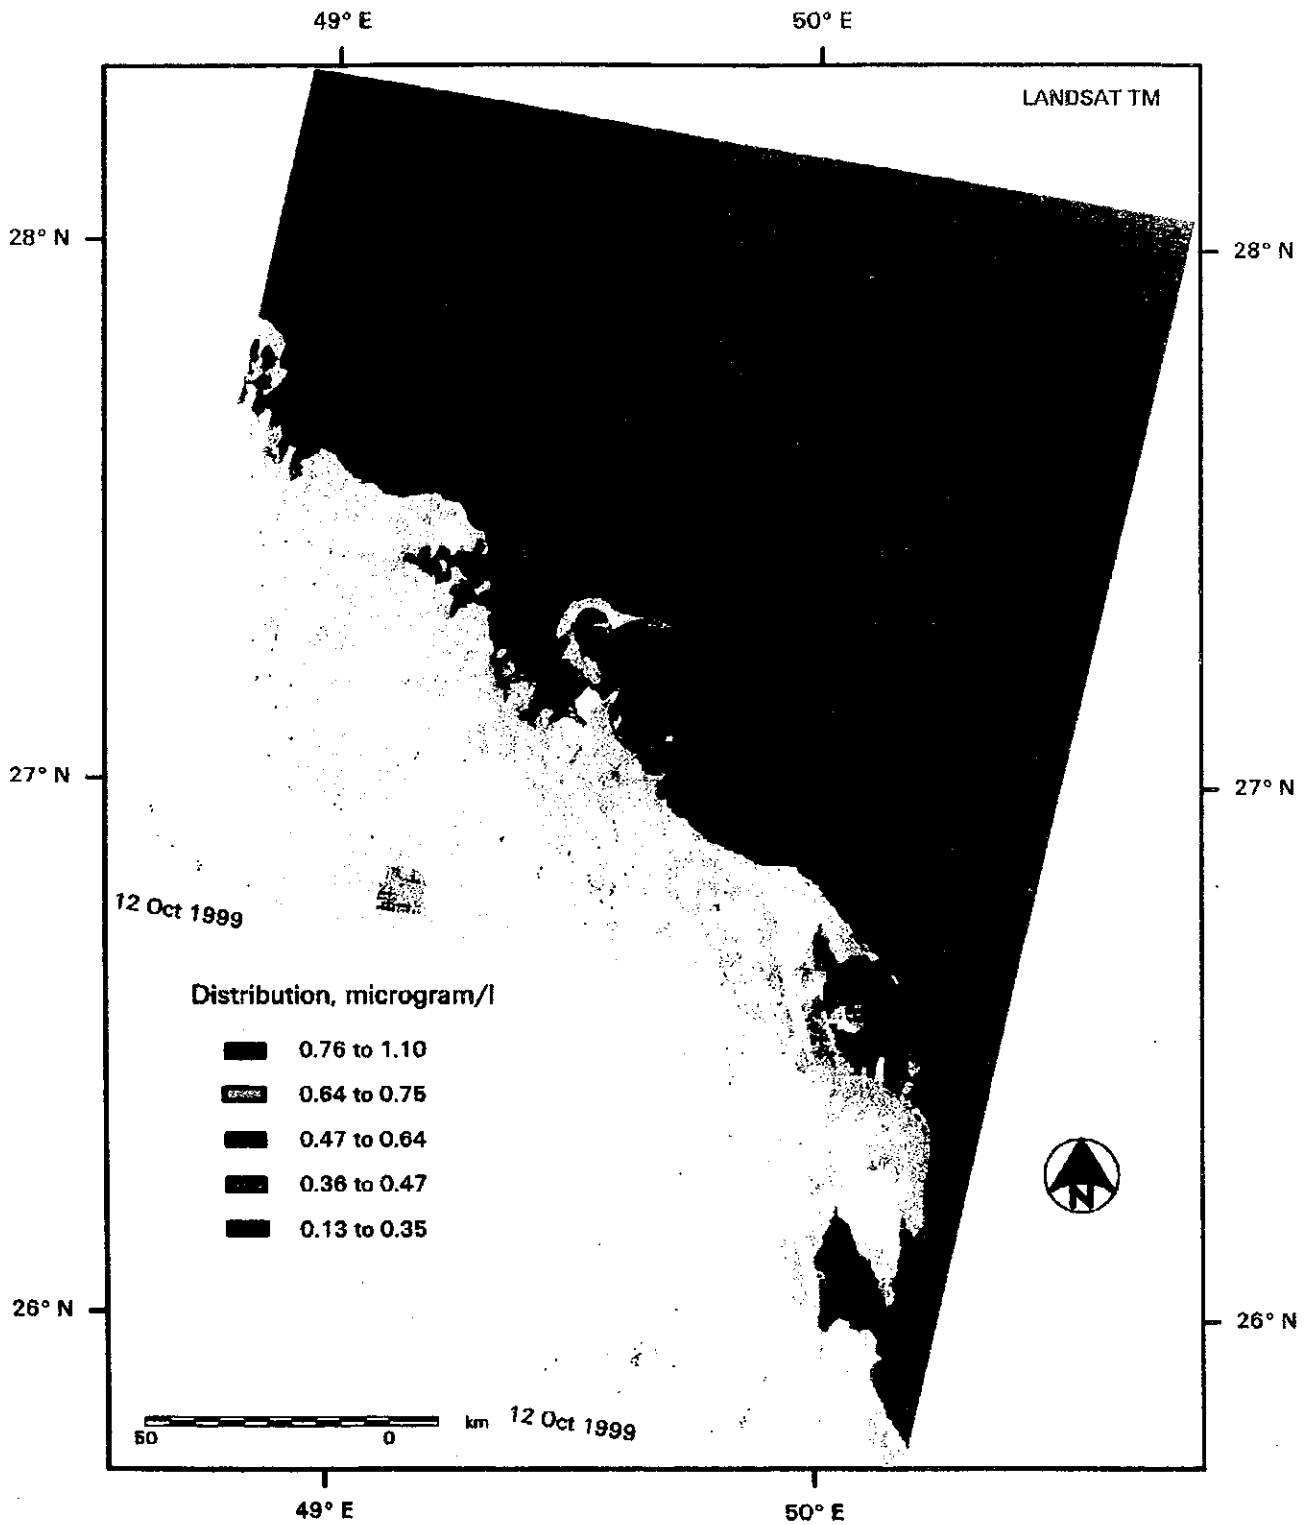 49° E 50° E
LANDSAT TM
28° N 28° N
27° N 27° N
12 Oct 1999
Distribution, microgram/l
0.76 to 1.10
0.64 to 0.75
0.47 to 0.64
0.36 to 0.47
0.13 to 0.35
N
26° N 26° N
50 0 km 12 Oct 1999
49° E 50° E